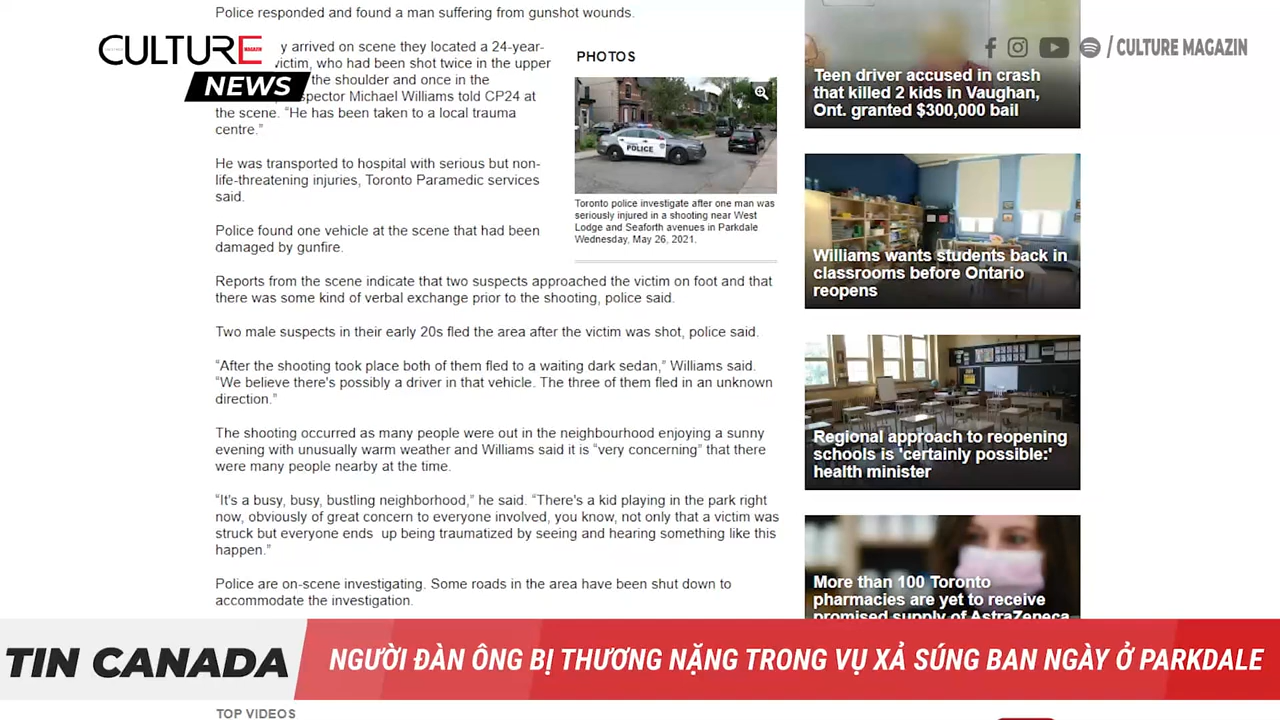 Police responded and found a man suffering from gunshot wounds.
CULTURE
MAGAZIN
NEWS
y arrived on scene they located a 24-year-
victim, who had been shot twice in the upper
the shoulder and once in the
spector Michael Williams told CP24 at
the scene. “He has been taken to a local trauma
centre.”
He was transported to hospital with serious but non-
life-threatening injuries, Toronto Paramedic services
said.
Police found one vehicle at the scene that had been
damaged by gunfire.
PHOTOS
POLICE
Toronto police investigate after one man was
seriously injured in a shooting near West
Lodge and Seaforth avenues in Parkdale
Wednesday, May 26, 2021.
Reports from the scene indicate that two suspects approached the victim on foot and that
there was some kind of verbal exchange prior to the shooting, police said.
Two male suspects in their early 20s fled the area after the victim was shot, police said.
“After the shooting took place both of them fled to a waiting dark sedan,” Williams said.
“We believe there's possibly a driver in that vehicle. The three of them fled in an unknown
direction.”
The shooting occurred as many people were out in the neighbourhood enjoying a sunny
evening with unusually warm weather and Williams said it is “very concerning” that there
were many people nearby at the time.
“It's a busy, busy, bustling neighborhood,” he said. “There's a kid playing in the park right
now, obviously of great concern to everyone involved, you know, not only that a victim was
struck but everyone ends  up being traumatized by seeing and hearing something like this
happen.”
Police are on-scene investigating. Some roads in the area have been shut down to
accommodate the investigation.
/ CULTURE MAGAZIN
Teen driver accused in crash
that killed 2 kids in Vaughan,
Ont. granted $300,000 bail
Williams wants students back in
classrooms before Ontario
reopens
Regional approach to reopening
schools is 'certainly possible:'
health minister
More than 100 Toronto
pharmacies are yet to receive
promised supply of AstraZeneca
TIN CANADA
NGƯỜI ĐÀN ÔNG BỊ THƯƠNG NẶNG TRONG VỤ XẢ SÚNG BAN NGÀY Ở PARKDALE
TOP VIDEOS